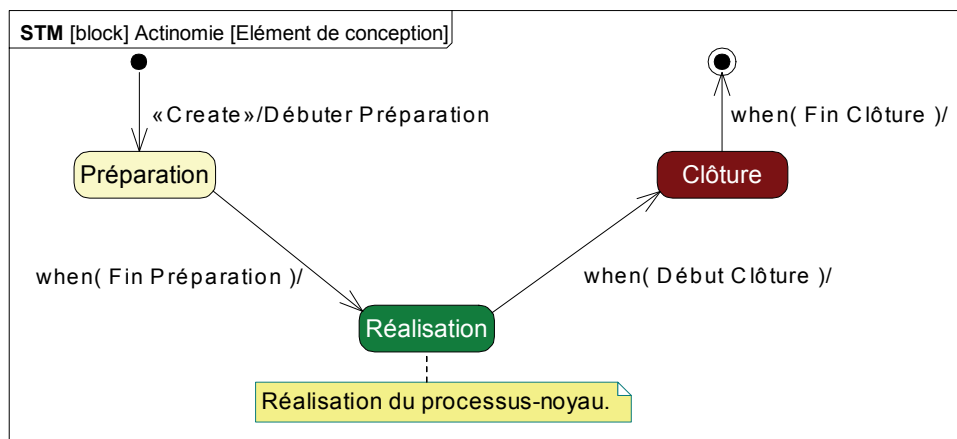 STM [block] Actinomie [Elément de conception]
«Create»/Débuter Préparation
when( Fin Clôture )/
Préparation
Clôture
when( Fin Préparation )/
when( Début Clôture )/
Réalisation
Réalisation du processus-noyau.